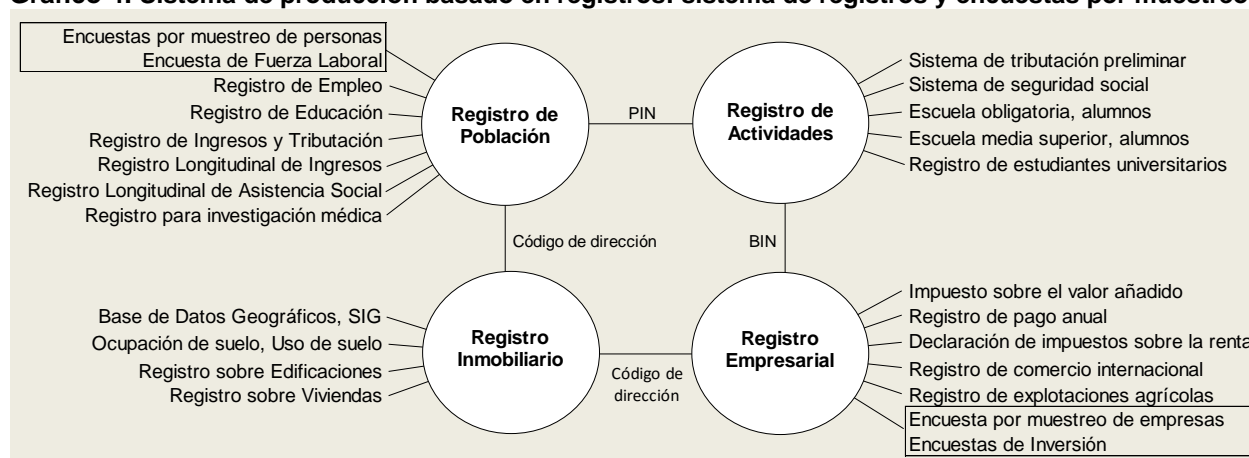 Gráfico 4. Sistema de producción basado en registros: sistema de registros y encuestas por muestreo
Encuestas por muestreo de personas
Encuesta de Fuerza Laboral
Registro de Empleo
Registro de Educación
Registro de Ingresos y Tributación
Registro Longitudinal de Ingresos
Registro Longitudinal de Asistencia Social
Registro para investigación médica
Registro de
Población
PIN
Registro de
Actividades
Sistema de tributación preliminar
Sistema de seguridad social
Escuela obligatoria, alumnos
Escuela media superior, alumnos
Registro de estudiantes universitarios
Código de dirección
BIN
Base de Datos Geográficos, SIG
Ocupación de suelo, Uso de suelo
Registro sobre Edificaciones
Registro sobre Viviendas
Registro
Inmobiliario
Código de
dirección
Registro
Empresarial
Impuesto sobre el valor añadido
Registro de pago anual
Declaración de impuestos sobre la renta
Registro de comercio internacional
Registro de explotaciones agrícolas
Encuesta por muestreo de empresas
Encuestas de Inversión